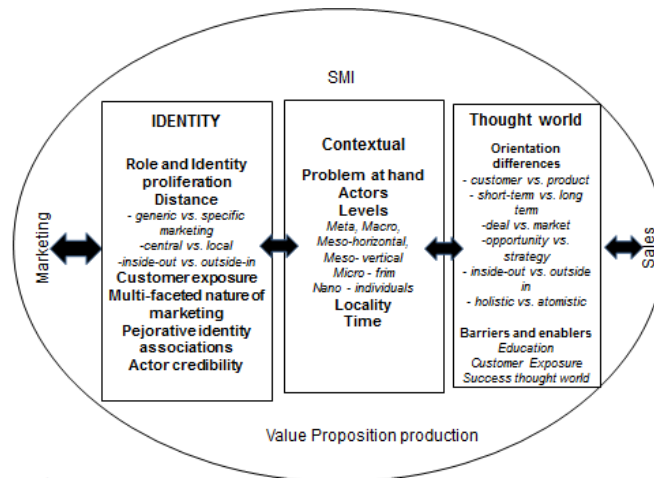 SMI
Marketing
IDENTITY
Role and Identity
proliferation
Distance
- generic vs. specific
marketing
-central vs. local
-inside-out vs. outside-in
Customer exposure
Multi-faceted nature of
marketing
Pejorative identity
associations
Actor credibility
Contextual
Problem at hand
Actors
Levels
Meta, Macro,
Meso-horizontal,
Meso- vertical
Micro - frim
Nano - individuals
Locality
Time
Thought world
Orientation
differences
- customer vs. product
- short-term vs. long
term
-deal vs. market
-opportunity vs.
strategy
- inside-out vs. outside
in
- holistic vs. atomistic
Barriers and enablers
Education
Customer Exposure
Success thought world
Sales
Value Proposition production